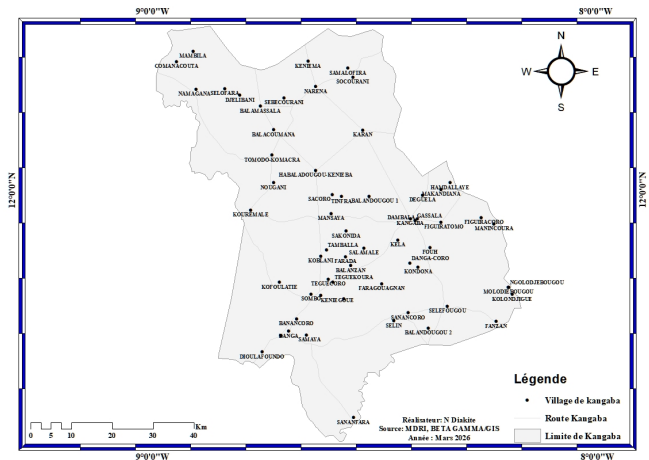 9°0'0"W 8°0'0"W
N
W E
S
MAMBILA
COMANACOUTA
KENIEMA
SAMALOFIRA
SOCOURANI
NAMAGANA
SELOFARA
DJELIBANI
SEBECOURANI
NARENA
BALAMASSALA
BALACOUMANA
KARAN
TOMODO-KOMACRA
HABALADOUGOU-KENIEBA
NOUGANI
HAMDALLAYE
MAKANDIANA
DEGUELA
SACORO
TINFRA
BALANDOUGOU 1
12°0'0"N 12°0'0"N
KOUREMALE
MANSAYA
DAMBALA
GASSALA
KANGABA
FIGUIRATOMO
FIGUIRACORO
MANINCOURA
SAKONIDA
TAMBALLA
SALAMALE
KELA
KOBLANI
FARADA
FOUH
DANGA-CORO
BALANZAN
KONDONA
TEGUEKOURA
TEGUECORO
KOFOULATIE
FARAGOUAGNAN
NGOLODJEBOUGOU
MOLODJEBOUGOU
KOLONDJIGUE
SOMBO
KENIEGOUE
SELEFOUGOU
SANANCORO
SELIN
BALANDOUGOU 2
FANZAN
BANANCORO
BANGA
SAMAYA
DIOULAFOUNDO
SANANFARA
Légende
Village de kangaba
Route Kangaba
Limite de Kangaba
Réalisateur: N Diakite
Source: MDRI, BETA GAMMA/GIS
Année : Mars 2026
Km
0 5 10 20 30 40
9°0'0"W 8°0'0"W